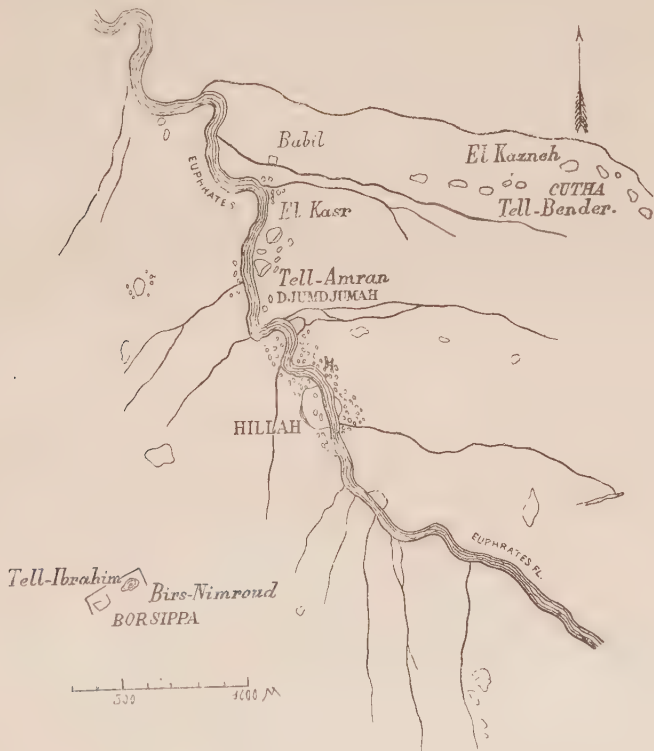 Babil
El Kazneh
EUPHRATES
CUTHA
Tell-Bender.
El Kasr
Tell-Amran
DJUMDJUMAH
HILLAH
EUPHRATES FL.
Tell-Ibrahim
Birs-Nimroud
BORSIPPA
500
1000 M